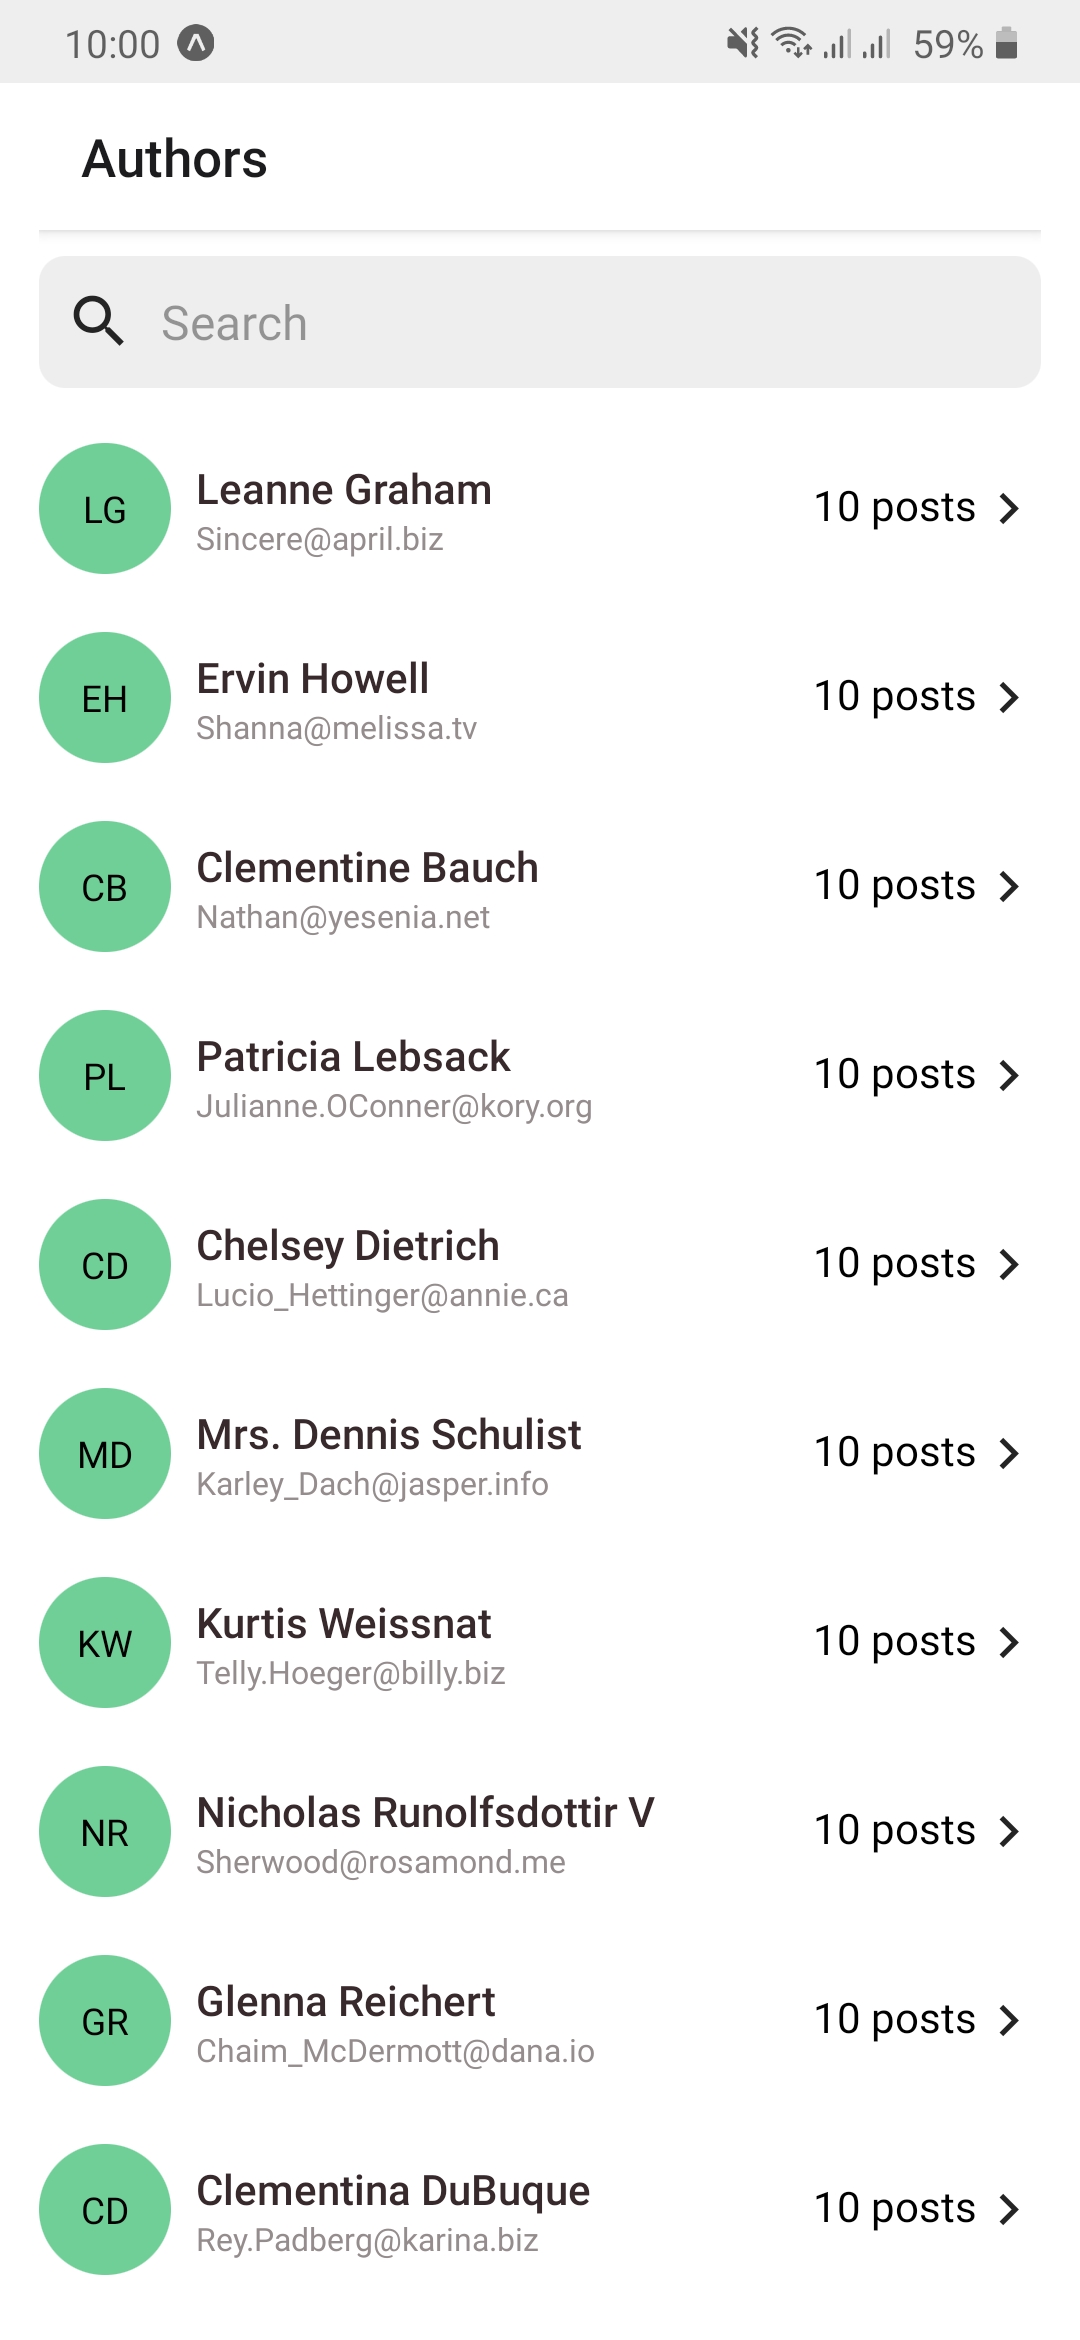 10:00 59%
Authors
Search
LG Leanne Graham 10 posts
Sincere@april.biz
EH Ervin Howell 10 posts
Shanna@melissa.tv
CB Clementine Bauch 10 posts
Nathan@yesenia.net
PL Patricia Lebsack 10 posts
Julianne.OConner@kory.org
CD Chelsey Dietrich 10 posts
Lucio_Hettinger@annie.ca
MD Mrs. Dennis Schulist 10 posts
Karley_Dach@jasper.info
KW Kurtis Weissnat 10 posts
Telly.Hoeger@billy.biz
NR Nicholas Runolfsdottir V 10 posts
Sherwood@rosamond.me
GR Glenna Reichert 10 posts
Chaim_McDermott@dana.io
CD Clementina DuBuque 10 posts
Rey.Padberg@karina.biz